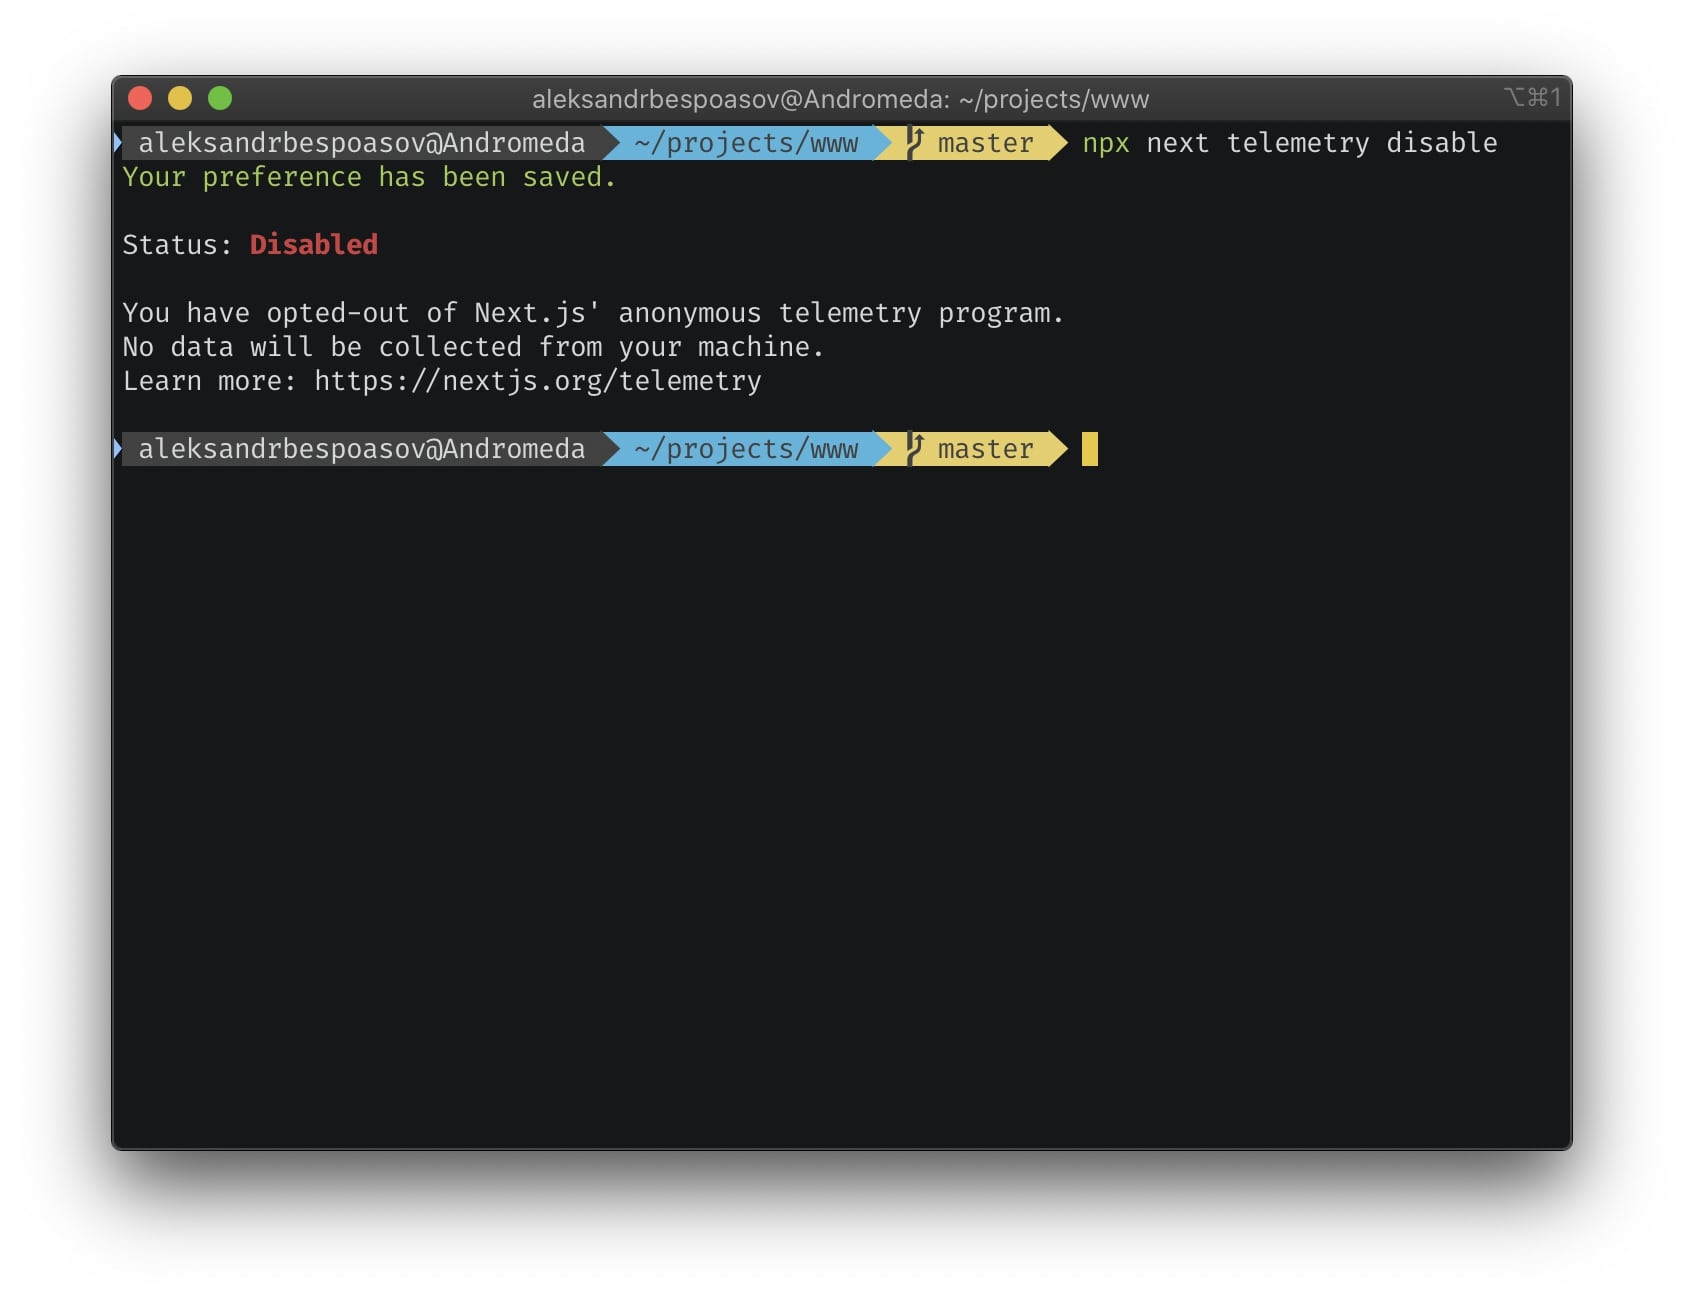 aleksandrbespoasov@Andromeda: ~/projects/www ⌥⌘1
aleksandrbespoasov@Andromeda ~/projects/www master npx next telemetry disable
Your preference has been saved.
Status: Disabled
You have opted-out of Next.js' anonymous telemetry program.
No data will be collected from your machine.
Learn more: https://nextjs.org/telemetry
aleksandrbespoasov@Andromeda ~/projects/www master